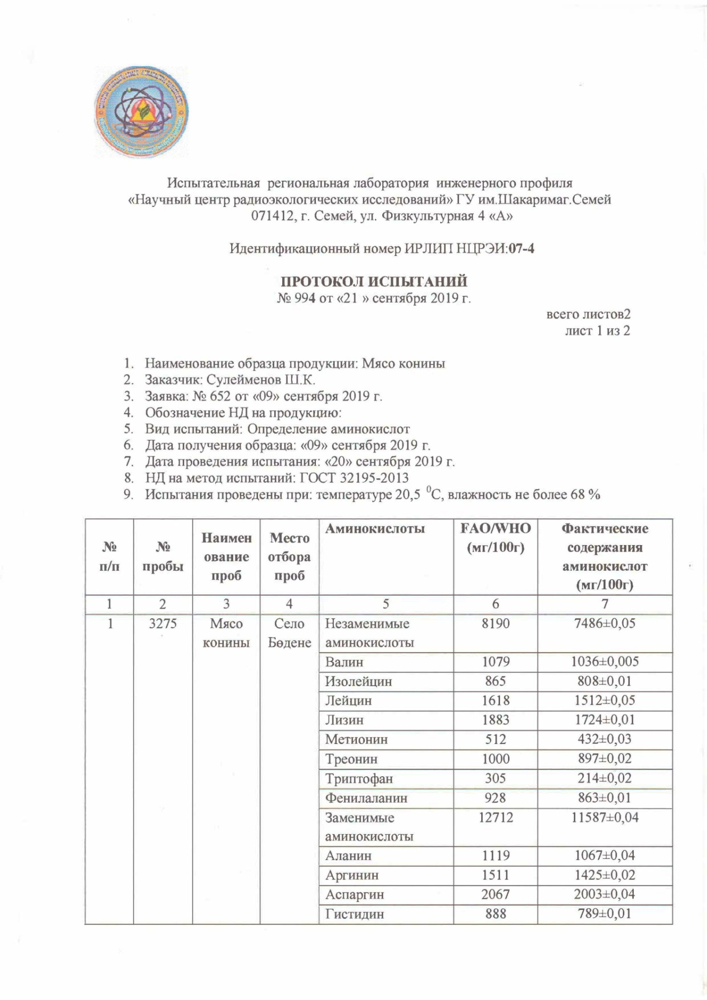 Испытательная региональная лаборатория инженерного профиля
«Научный центр радиоэкологических исследований» ГУ им.Шакаримаг.Семей
071412, г. Семей, ул. Физкультурная 4 «А»
Идентификационный номер ИРЛИП НЦРЭИ:07-4
ПРОТОКОЛ ИСПЫТАНИЙ
№ 994 от «21 » сентября 2019 г.
всего листов2
лист 1 из 2
1. Наименование образца продукции: Мясо конины
2. Заказчик: Сулейменов Ш.К.
3. Заявка: № 652 от «09» сентября 2019 г.
4. Обозначение НД на продукцию:
5. Вид испытаний: Определение аминокислот
6. Дата получения образца: «09» сентября 2019 г.
7. Дата проведения испытания: «20» сентября 2019 г.
8. НД на метод испытаний: ГОСТ 32195-2013
9. Испытания проведены при: температуре 20,5 ⁰С, влажность не более 68 %
№
п/п
№
пробы
Наимен
ование
проб
Место
отбора
проб
Аминокислоты
FAO/WHO
(мг/100г)
Фактические
содержания
аминокислот
(мг/100г)
1 2 3 4 5 6 7
1 3275 Мясо Село Незаменимые 8190 7486±0,05
конины Бөдене аминокислоты
Валин 1079 1036±0,005
Изолейцин 865 808±0,01
Лейцин 1618 1512±0,05
Лизин 1883 1724±0,01
Метионин 512 432±0,03
Треонин 1000 897±0,02
Триптофан 305 214±0,02
Фенилаланин 928 863±0,01
Заменимые 12712 11587±0,04
аминокислоты
Аланин 1119 1067±0,04
Аргинин 1511 1425±0,02
Аспаргин 2067 2003±0,04
Гистидин 888 789±0,01